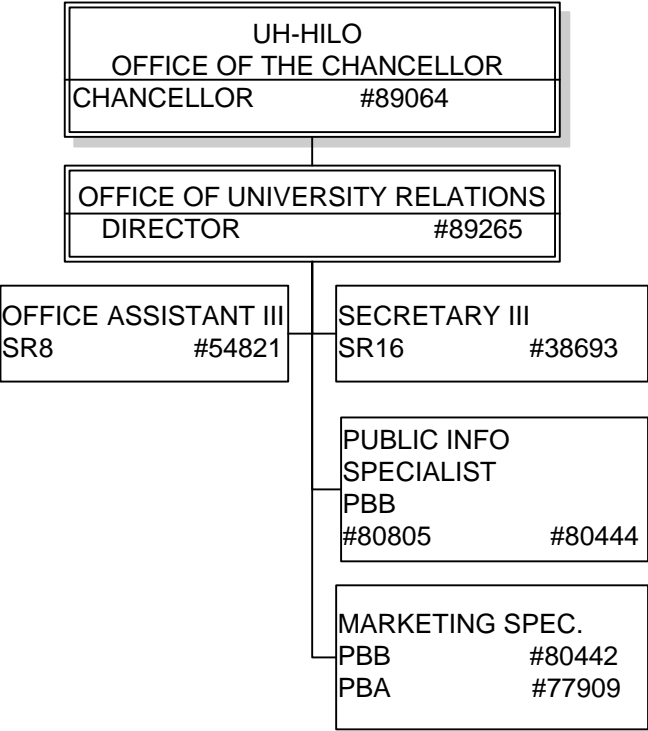 UH-HILO
OFFICE OF THE CHANCELLOR
CHANCELLOR #89064
OFFICE OF UNIVERSITY RELATIONS
DIRECTOR #89265
OFFICE ASSISTANT III
SR8 #54821
SECRETARY III
SR16 #38693
PUBLIC INFO
SPECIALIST
PBB
#80805 #80444
MARKETING SPEC.
PBB #80442
PBA #77909